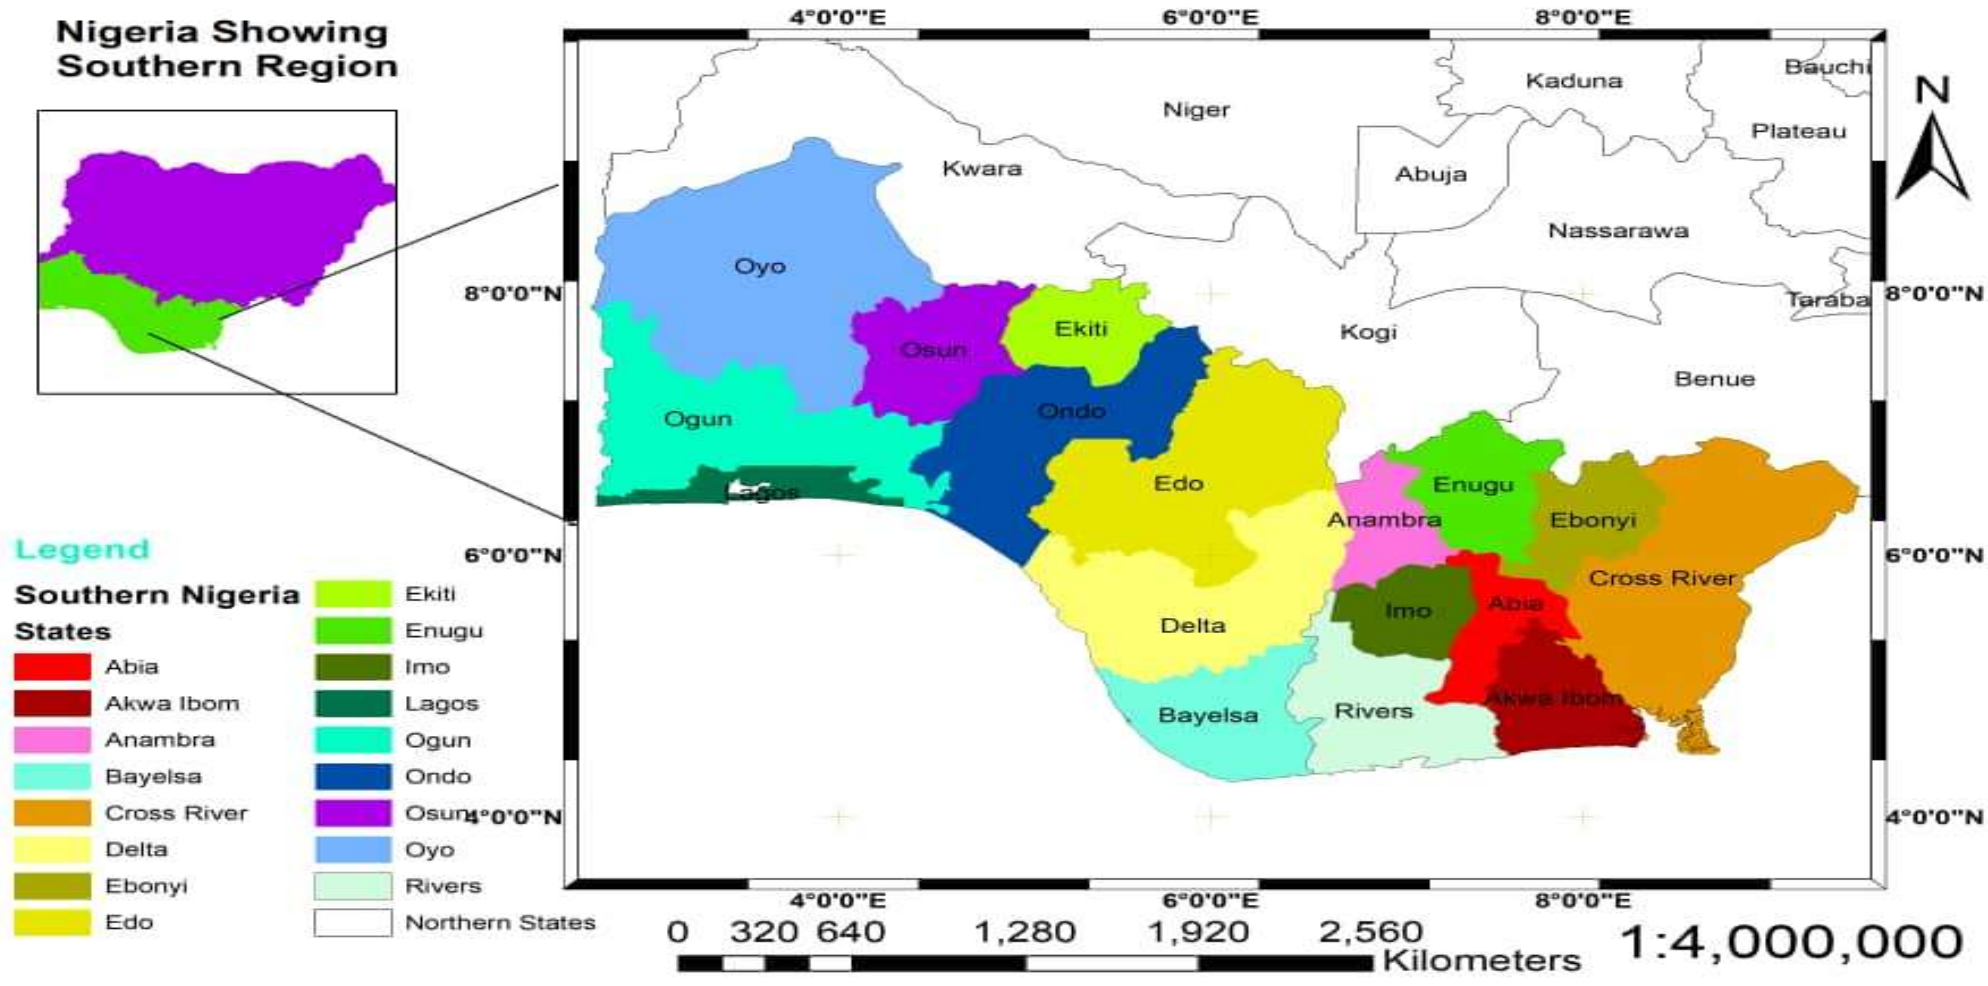 Nigeria Showing
Southern Region
4°0'0"E 6°0'0"E 8°0'0"E
N
Bauchi
Kaduna
Niger
Plateau
Kwara
Abuja
Nassarawa
Oyo
8°0'0"N
8°0'0"N
Taraba
Ekiti
Kogi
Osun
Benue
Ondo
Ogun
Edo
Enugu
Lagos
Anambra
Ebonyi
6°0'0"N
6°0'0"N
Cross River
Abia
Imo
Delta
Akwa Ibom
Rivers
Bayelsa
4°0'0"N
4°0'0"N
4°0'0"E 6°0'0"E 8°0'0"E
Legend
Southern Nigeria
States
Abia
Akwa Ibom
Anambra
Bayelsa
Cross River
Delta
Ebonyi
Edo
Ekiti
Enugu
Imo
Lagos
Ogun
Ondo
Osun
Oyo
Rivers
Northern States
0 320 640 1,280 1,920 2,560
Kilometers
1:4,000,000